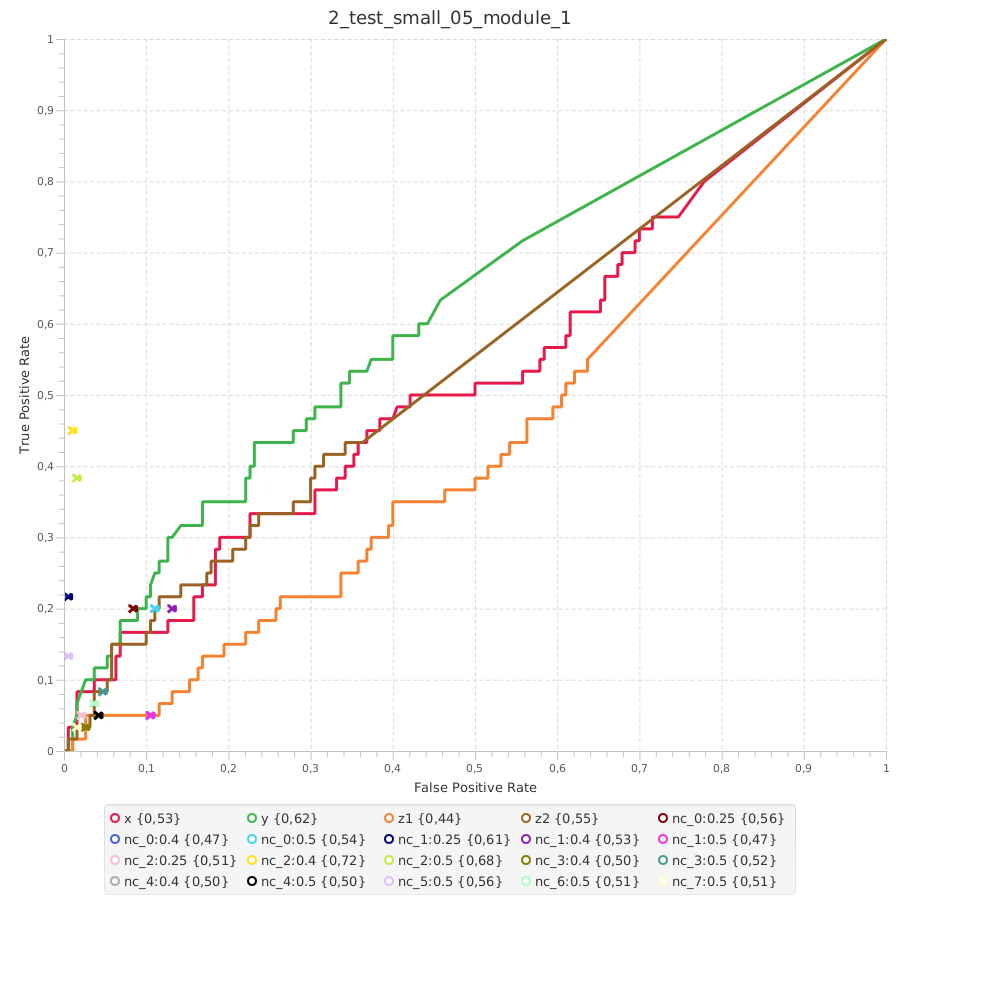 2_test_small_05_module_1
1
0,9
0,8
0,7
0,6
0,5
0,4
0,3
0,2
0,1
0
True Positive Rate
0 0,1 0,2 0,3 0,4 0,5 0,6 0,7 0,8 0,9 1
False Positive Rate
x {0,53} y {0,62} z1 {0,44} z2 {0,55} nc_0:0.25 {0,56}
nc_0:0.4 {0,47} nc_0:0.5 {0,54} nc_1:0.25 {0,61} nc_1:0.4 {0,53} nc_1:0.5 {0,47}
nc_2:0.25 {0,51} nc_2:0.4 {0,72} nc_2:0.5 {0,68} nc_3:0.4 {0,50} nc_3:0.5 {0,52}
nc_4:0.4 {0,50} nc_4:0.5 {0,50} nc_5:0.5 {0,56} nc_6:0.5 {0,51} nc_7:0.5 {0,51}